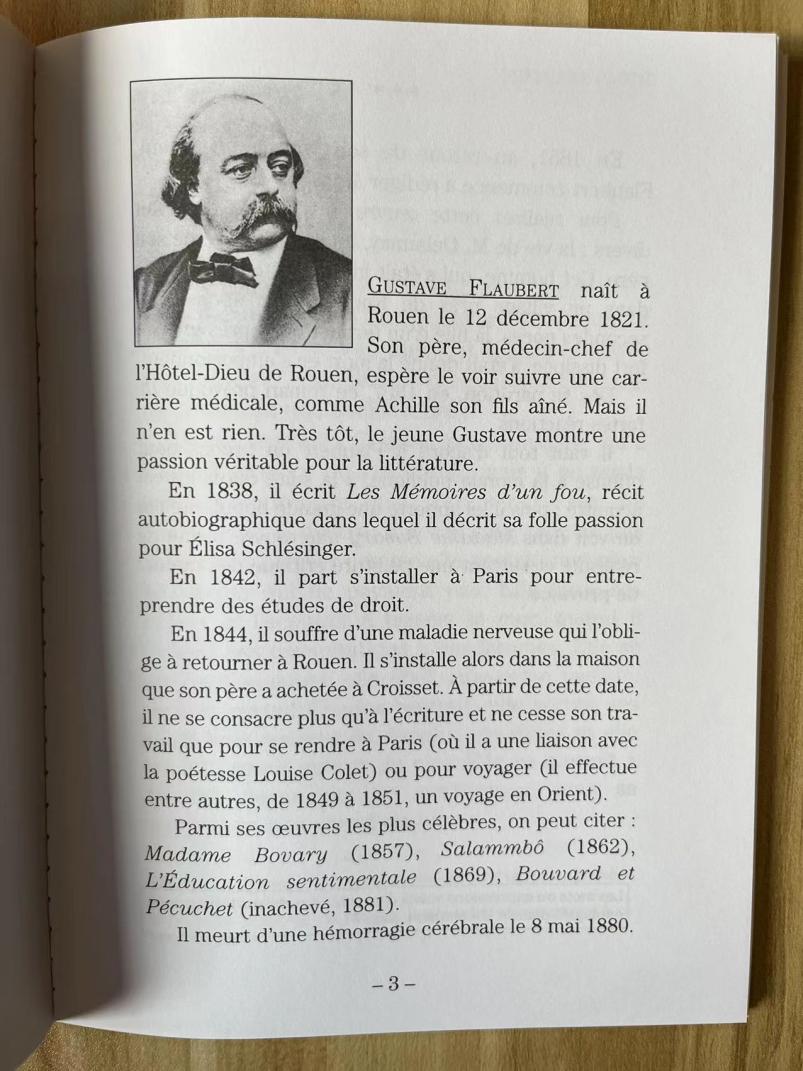 GUSTAVE FLAUBERT naît à
Rouen le 12 décembre 1821.
Son père, médecin-chef de
l'Hôtel-Dieu de Rouen, espère le voir suivre une car-
rière médicale, comme Achille son fils aîné. Mais il
n'en est rien. Très tôt, le jeune Gustave montre une
passion véritable pour la littérature.
En 1838, il écrit Les Mémoires d'un fou, récit
autobiographique dans lequel il décrit sa folle passion
pour Élisa Schlésinger.
En 1842, il part s'installer à Paris pour entre-
prendre des études de droit.
En 1844, il souffre d'une maladie nerveuse qui l'obli-
ge à retourner à Rouen. Il s'installe alors dans la maison
que son père a achetée à Croisset. À partir de cette date,
il ne se consacre plus qu'à l'écriture et ne cesse son tra-
vail que pour se rendre à Paris (où il a une liaison avec
la poétesse Louise Colet) ou pour voyager (il effectue
entre autres, de 1849 à 1851, un voyage en Orient).
Parmi ses œuvres les plus célèbres, on peut citer :
Madame Bovary (1857), Salammbô (1862),
L'Éducation sentimentale (1869), Bouvard et
Pécuchet (inachevé, 1881).
Il meurt d'une hémorragie cérébrale le 8 mai 1880.
– 3 –